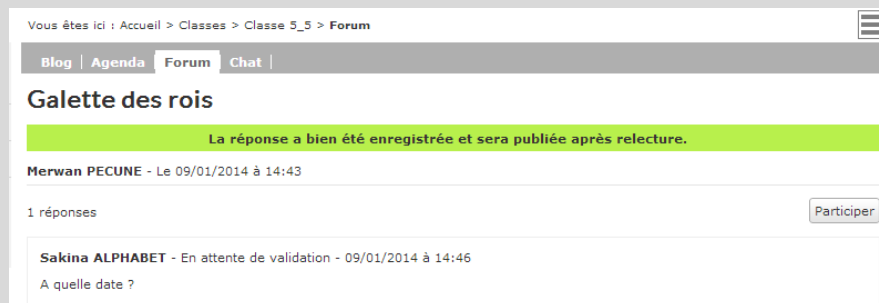 Vous êtes ici : Accueil > Classes > Classe 5_5 > Forum
Blog | Agenda | Forum | Chat |
Galette des rois
La réponse a bien été enregistrée et sera publiée après relecture.
Merwan PECUNE - Le 09/01/2014 à 14:43
1 réponses
Participer
Sakina ALPHABET - En attente de validation - 09/01/2014 à 14:46
A quelle date ?